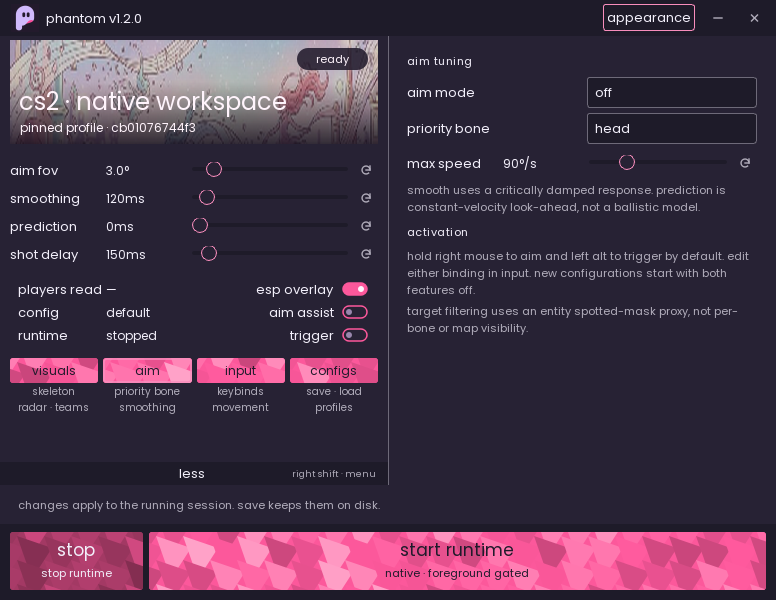 phantom v1.2.0
appearance
ready
cs2 · native workspace
pinned profile · cb01076744f3
aim fov 3.0°
smoothing 120ms
prediction 0ms
shot delay 150ms
players read —
esp overlay
config default
aim assist
runtime stopped
trigger
visuals
skeleton
radar · teams
aim
priority bone
smoothing
input
keybinds
movement
configs
save · load
profiles
less
right shift · menu
aim tuning
aim mode off
priority bone head
max speed 90°/s
smooth uses a critically damped response. prediction is
constant-velocity look-ahead, not a ballistic model.
activation
hold right mouse to aim and left alt to trigger by default. edit
either binding in input. new configurations start with both
features off.
target filtering uses an entity spotted-mask proxy, not per-
bone or map visibility.
changes apply to the running session. save keeps them on disk.
stop
stop runtime
start runtime
native · foreground gated